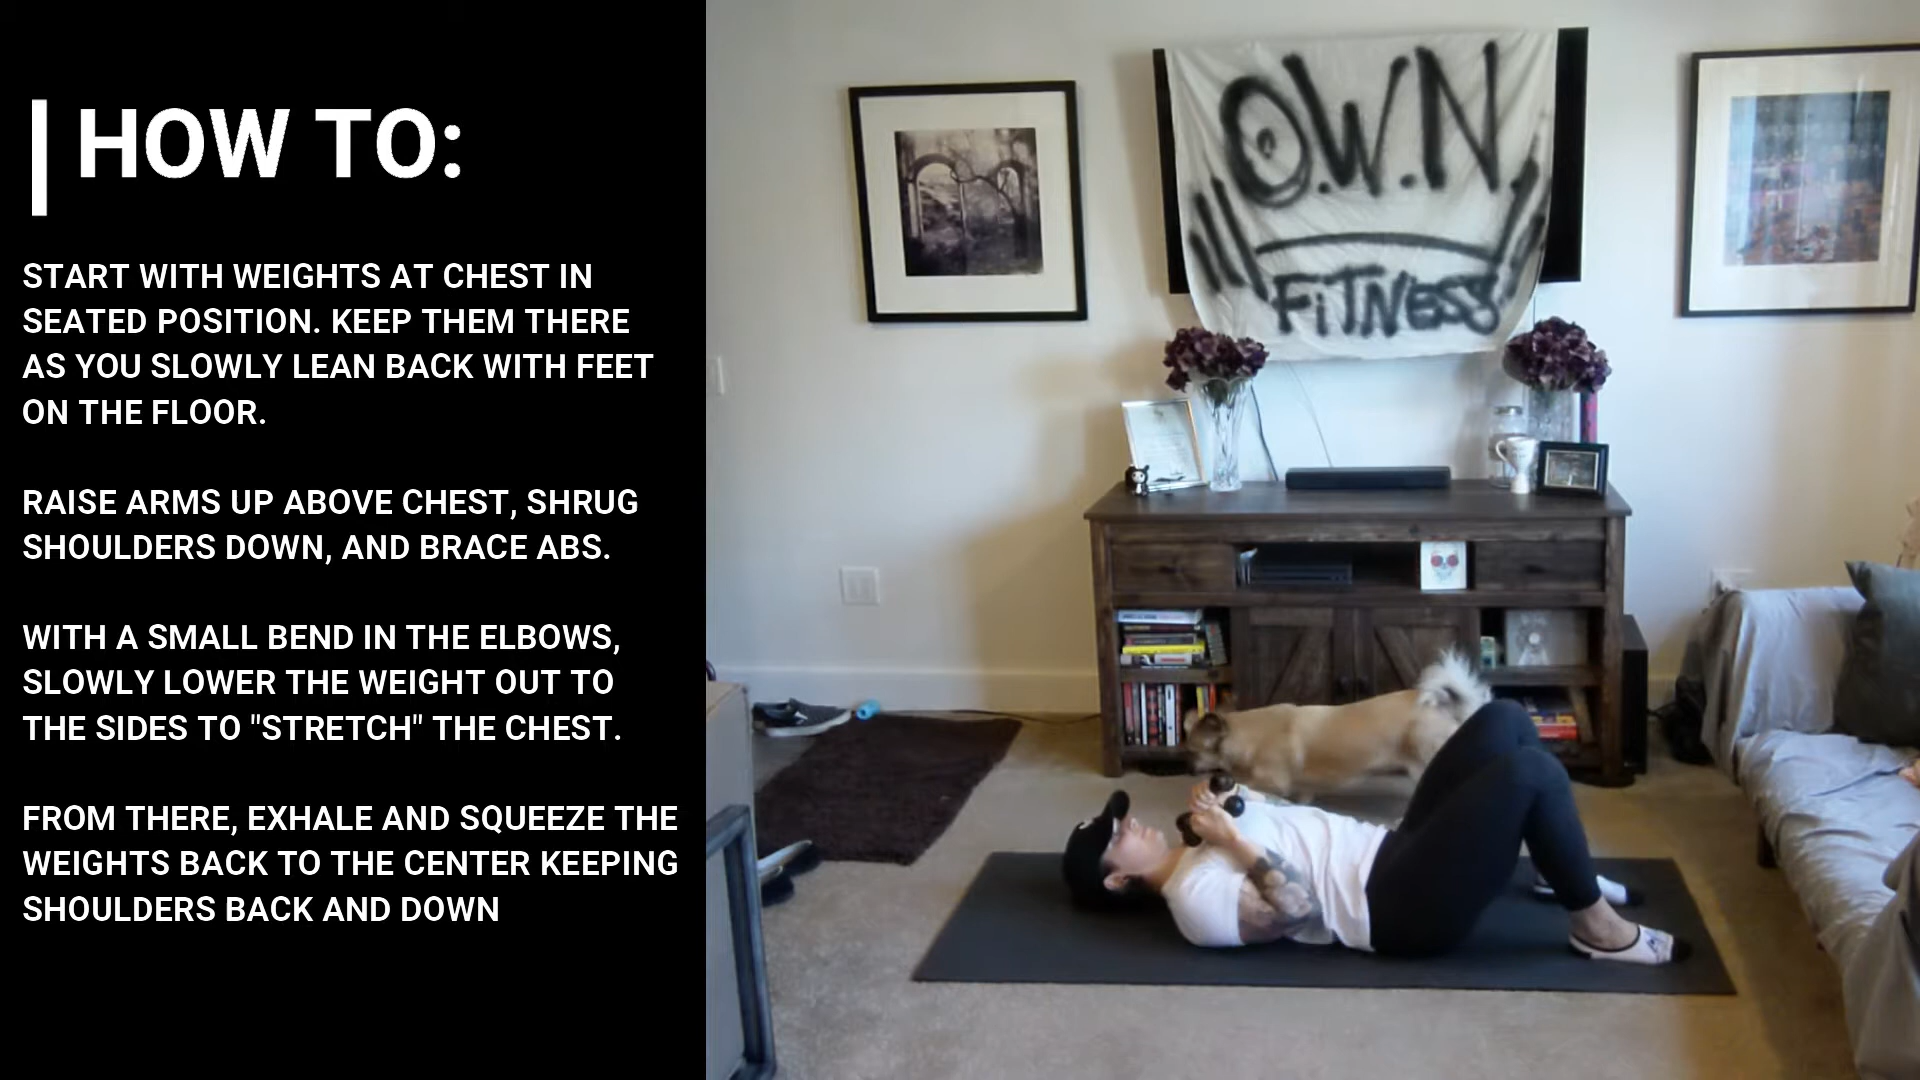 HOW TO:
START WITH WEIGHTS AT CHEST IN
SEATED POSITION. KEEP THEM THERE
AS YOU SLOWLY LEAN BACK WITH FEET
ON THE FLOOR.
RAISE ARMS UP ABOVE CHEST, SHRUG
SHOULDERS DOWN, AND BRACE ABS.
WITH A SMALL BEND IN THE ELBOWS,
SLOWLY LOWER THE WEIGHT OUT TO
THE SIDES TO "STRETCH" THE CHEST.
FROM THERE, EXHALE AND SQUEEZE THE
WEIGHTS BACK TO THE CENTER KEEPING
SHOULDERS BACK AND DOWN
O.W.N.
FiTNESS